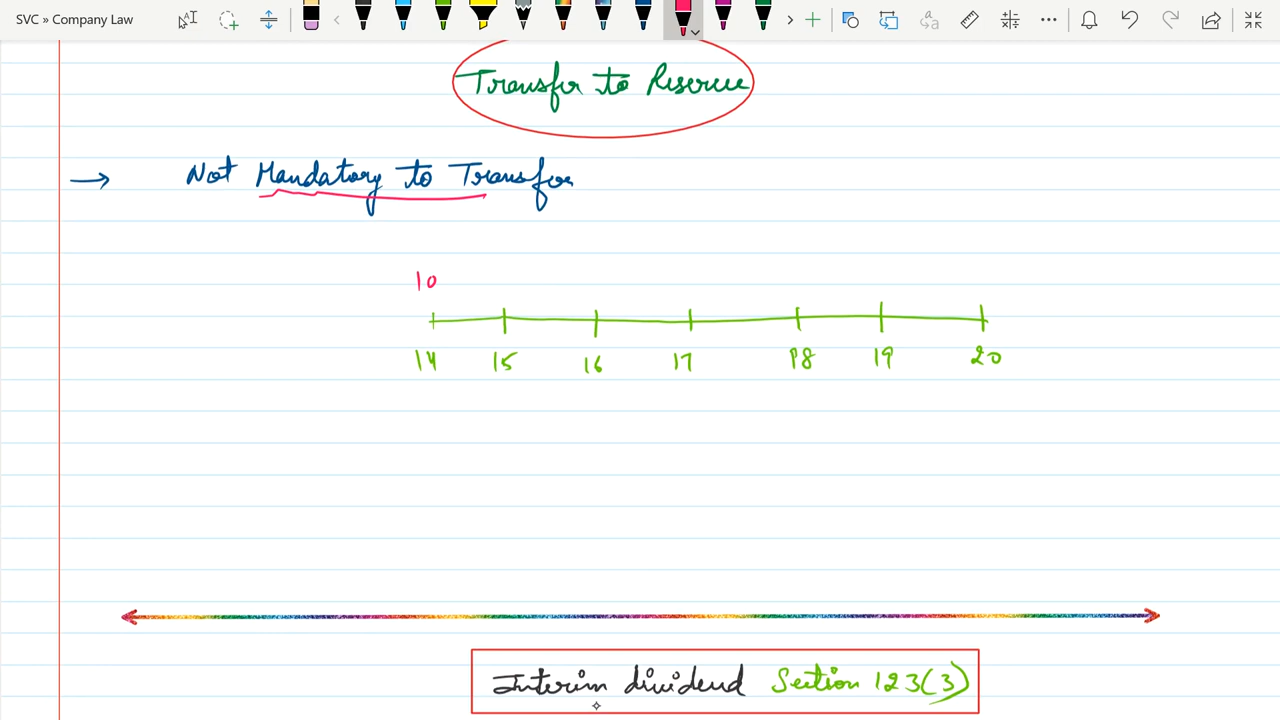 SVC » Company Law
Transfer to Reserve
→ Not Mandatory to Transfer
10
14 15 16 17 18 19 20
Interim dividend Section 123(3)